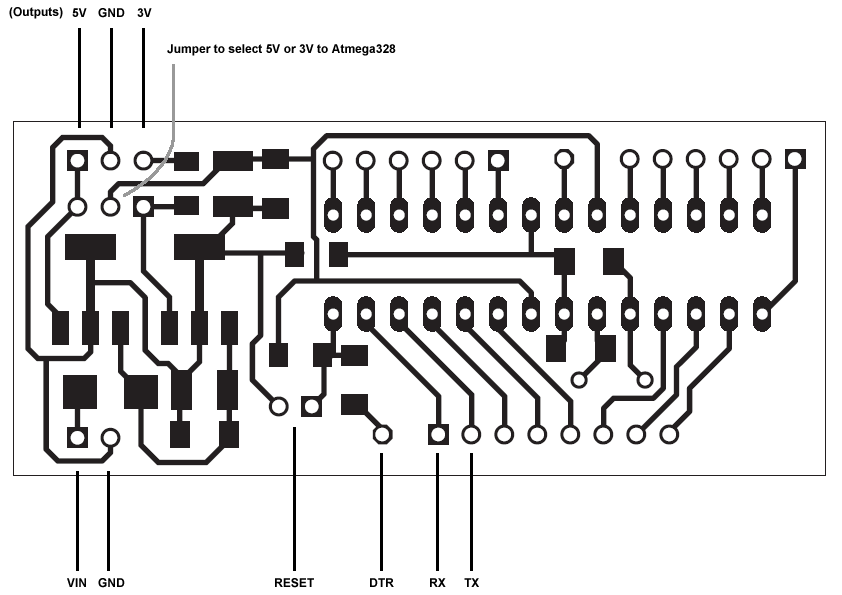 (Outputs) 5V GND 3V
Jumper to select 5V or 3V to Atmega328
VIN GND RESET DTR RX TX